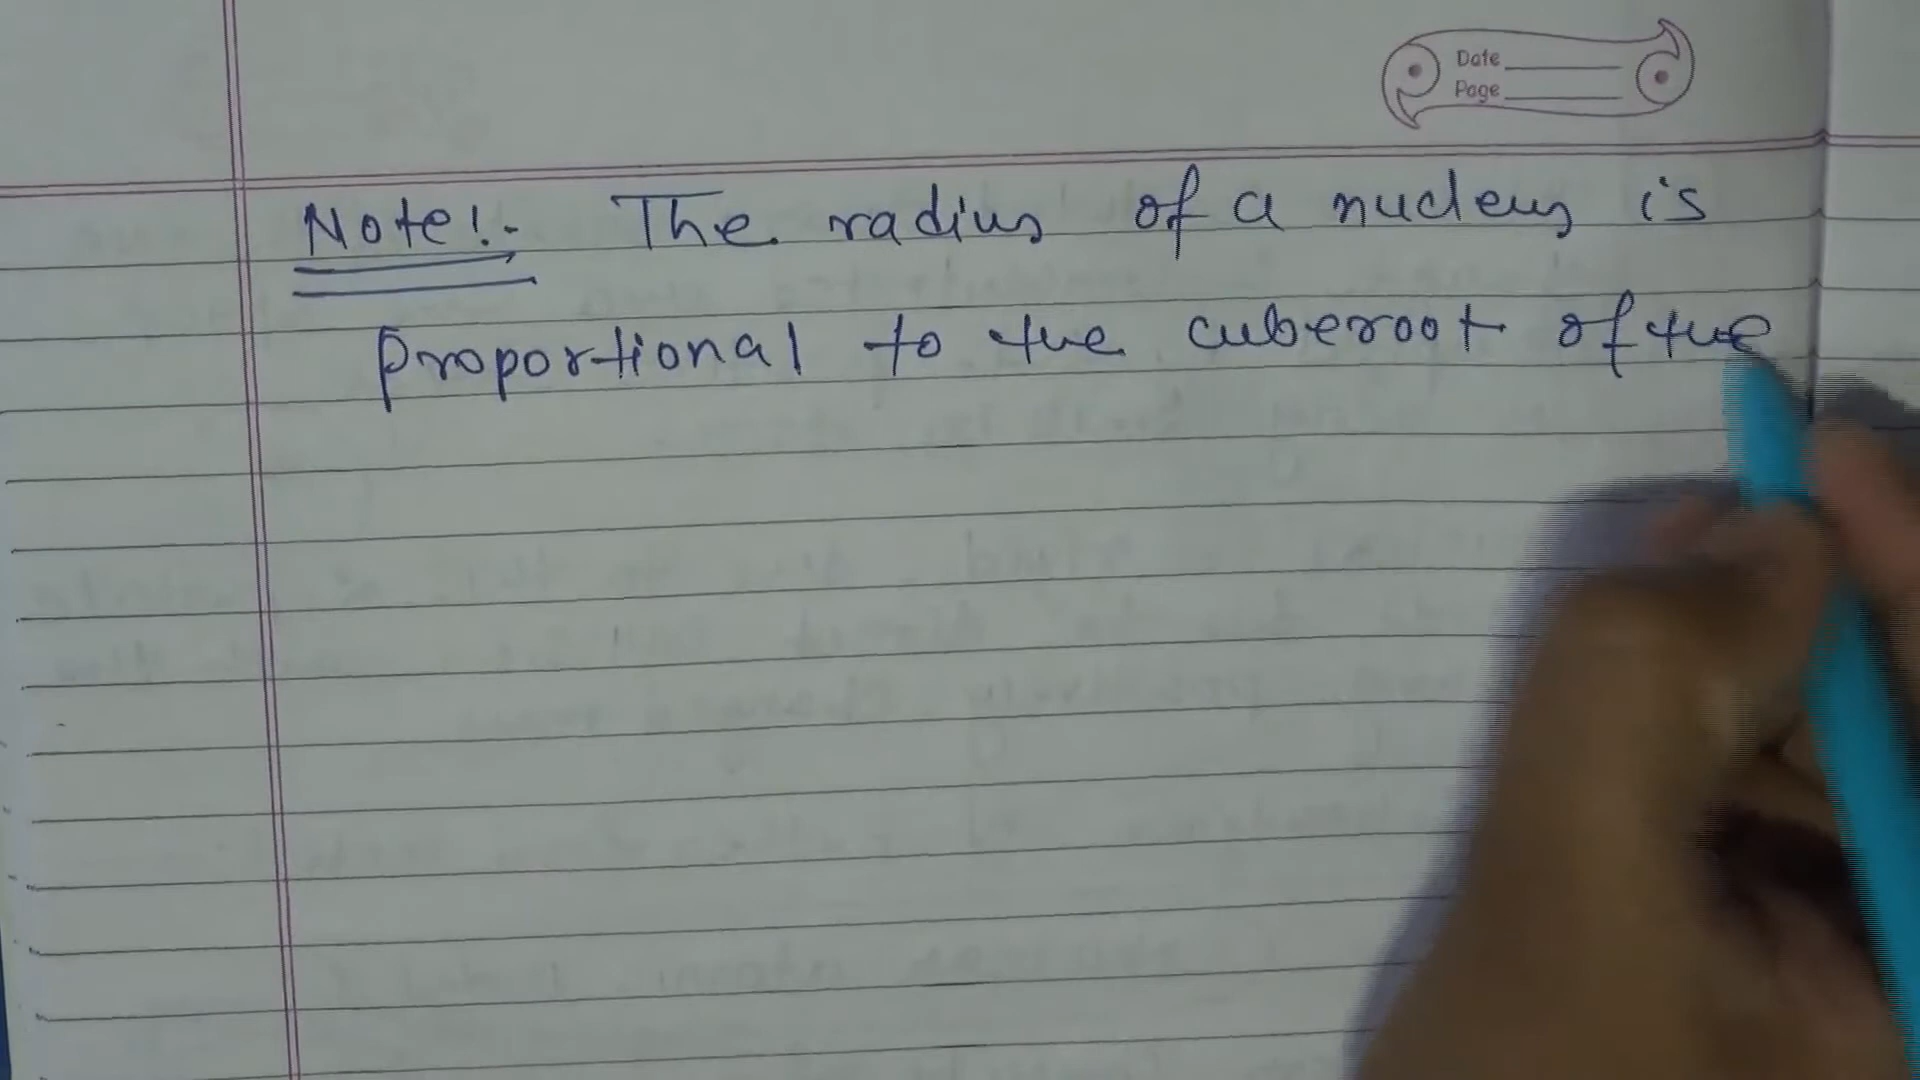 Date
Page
Note:- The radius of a nucleus is
proportional to the cuberoot of the